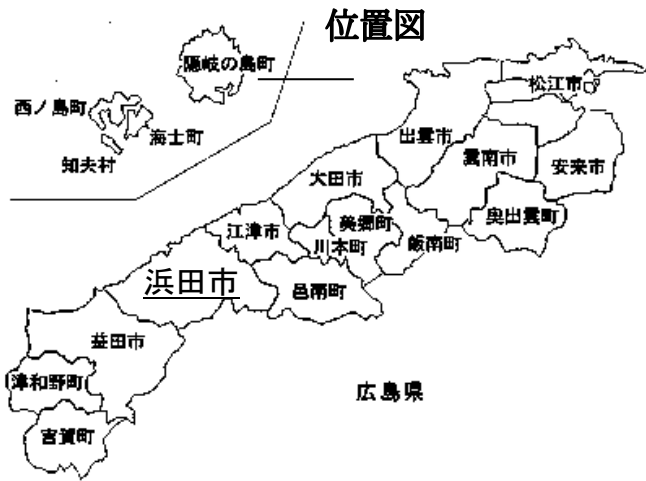 位置図
隠岐の島町
西ノ島町
海士町
知夫村
松江市
出雲市
雲南市
安来市
大田市
奥出雲町
美郷町
江津市
川本町
飯南町
浜田市
邑南町
益田市
津和野町
広島県
吉賀町